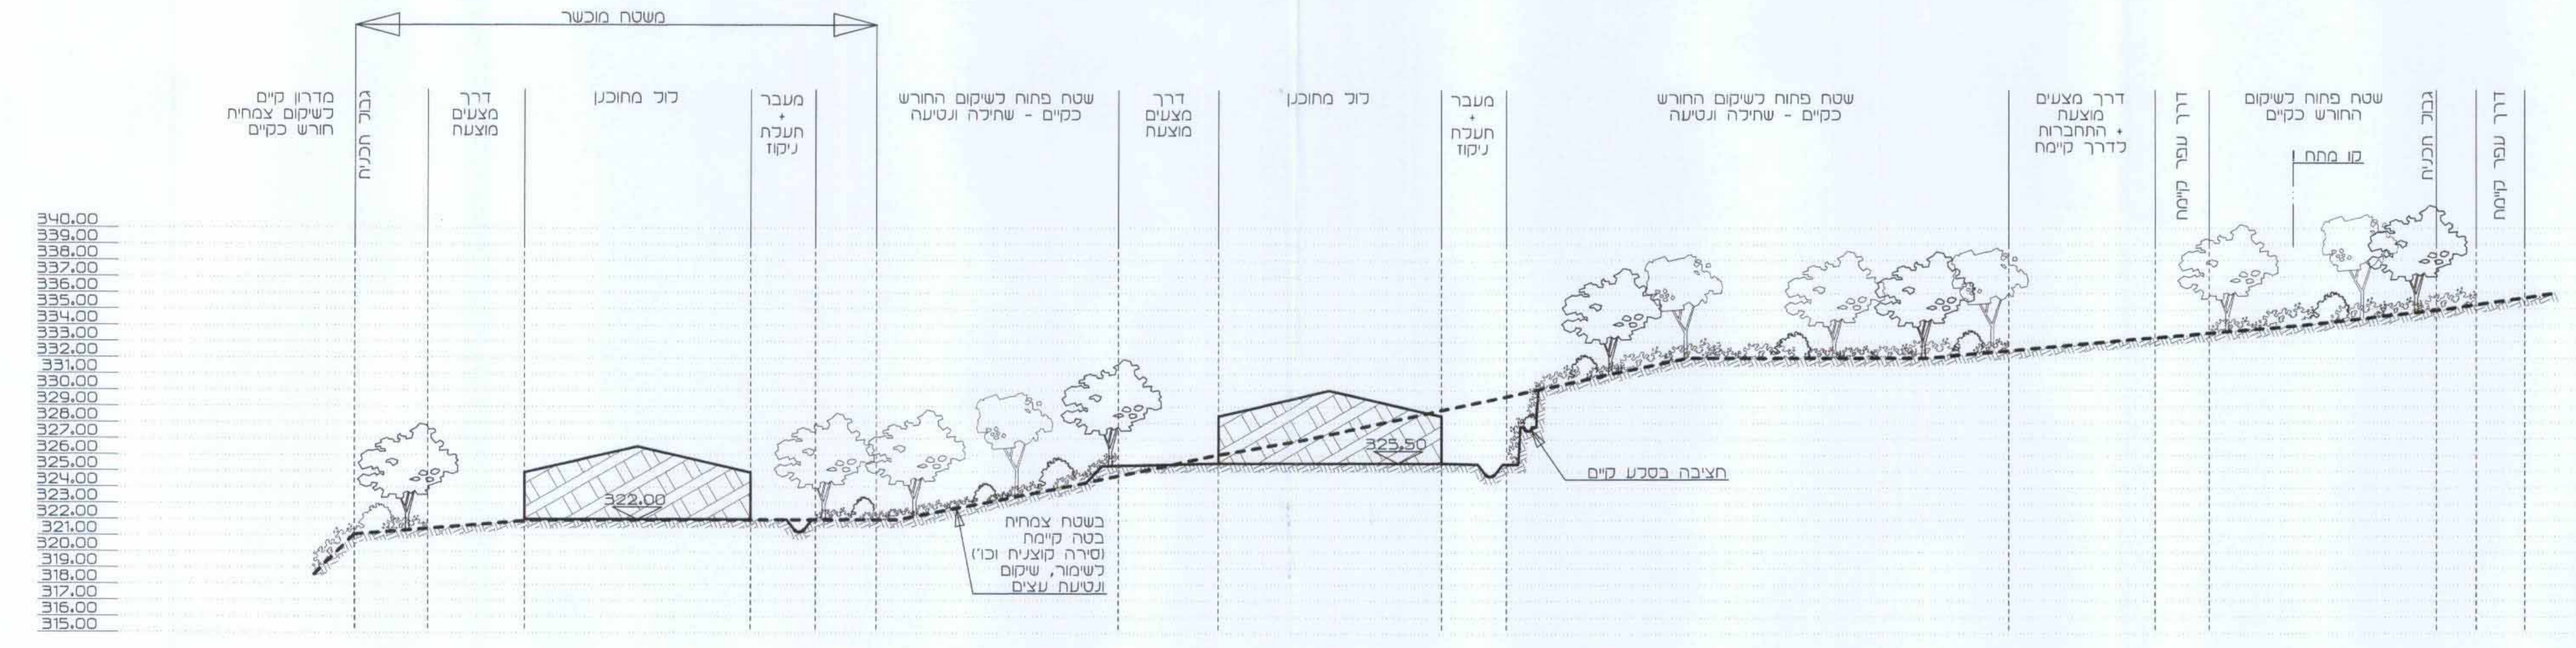 משטח מוכשר
מדרון קיים
לשיקום צמחית
חורש כקיים
גבול תכנית
דרך
מצעים
מוצעת
לול מתוכנן
מעבר
+
תעלת
ניקוז
שטח פתוח לשיקום החורש
כקיים - שתילה ונטיעה
דרך
מצעים
מוצעת
לול מתוכנן
מעבר
+
תעלת
ניקוז
שטח פתוח לשיקום החורש
כקיים - שתילה ונטיעה
דרך מצעים
מוצעת
+ התחברות
לדרך קיימת
דרך עפר קיימת
שטח פתוח לשיקום
החורש כקיים
קו מתח
גבול תכנית
דרך עפר קיימת
340.00
339.00
338.00
337.00
336.00
335.00
334.00
333.00
332.00
331.00
330.00
329.00
328.00
327.00
326.00
325.00
324.00
323.00
322.00
321.00
320.00
319.00
318.00
317.00
316.00
315.00
322.00
325.50
חציבה בסלע קיים
בשטח צמחית
בטה קיימת
(סירה קוצנית וכו')
לשימור, שיקום
ונטיעת עצים